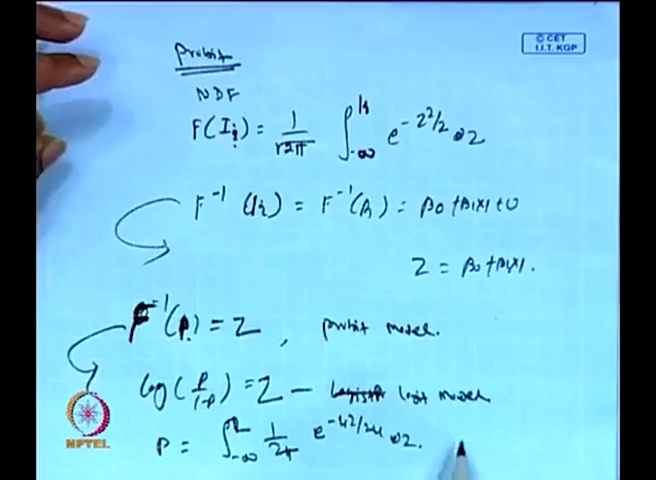 © CET
I.I.T. KGP
Probit
NDF
F(Ii) = 1/√2π ∫-∞^Ii e^-z²/2 dz
F^-1 (Ii) = F^-1(Pi) = β0 + β1X1 + U
Z = β0 + β1X1.
F^-1(Pi) = Z , probit model.
log(P/1-P) = Z – logit model
P = ∫-∞ 1/2π dz.
NPTEL